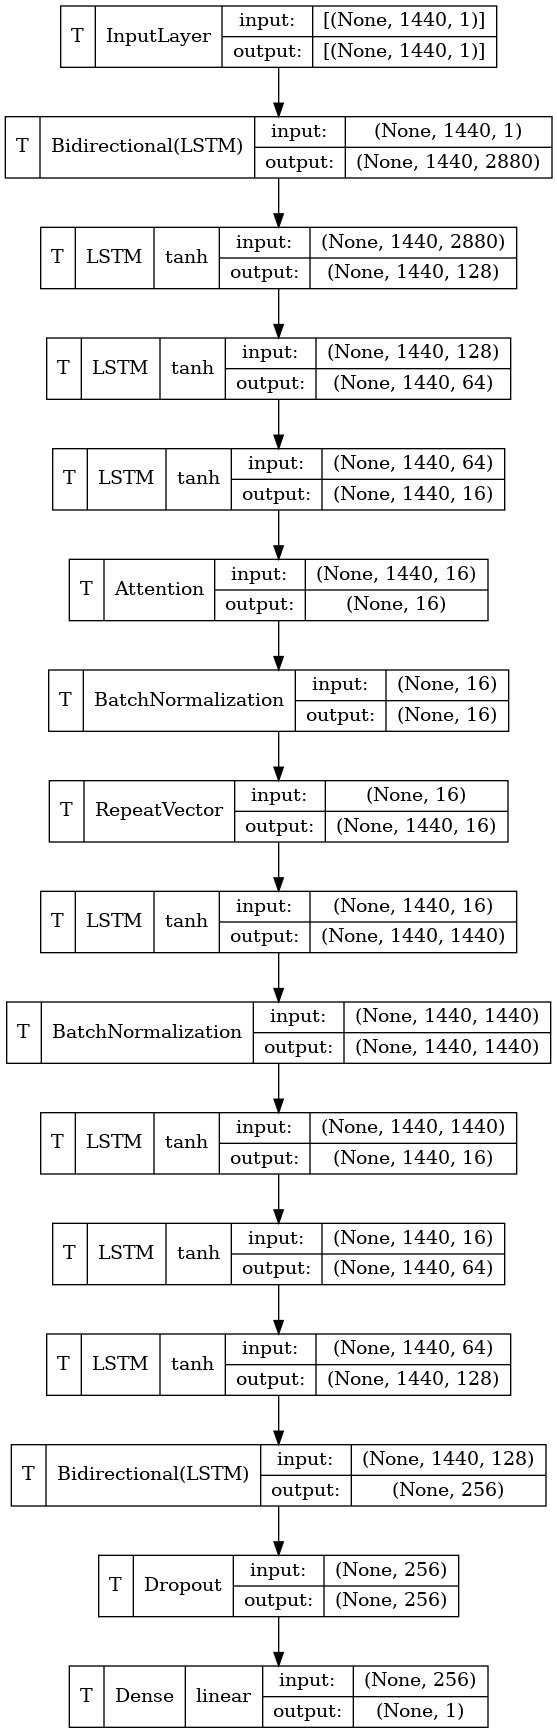 T InputLayer input: [(None, 1440, 1)]
output: [(None, 1440, 1)]
T Bidirectional(LSTM) input: (None, 1440, 1)
output: (None, 1440, 2880)
T LSTM tanh input: (None, 1440, 2880)
output: (None, 1440, 128)
T LSTM tanh input: (None, 1440, 128)
output: (None, 1440, 64)
T LSTM tanh input: (None, 1440, 64)
output: (None, 1440, 16)
T Attention input: (None, 1440, 16)
output: (None, 16)
T BatchNormalization input: (None, 16)
output: (None, 16)
T RepeatVector input: (None, 16)
output: (None, 1440, 16)
T LSTM tanh input: (None, 1440, 16)
output: (None, 1440, 1440)
T BatchNormalization input: (None, 1440, 1440)
output: (None, 1440, 1440)
T LSTM tanh input: (None, 1440, 1440)
output: (None, 1440, 16)
T LSTM tanh input: (None, 1440, 16)
output: (None, 1440, 64)
T LSTM tanh input: (None, 1440, 64)
output: (None, 1440, 128)
T Bidirectional(LSTM) input: (None, 1440, 128)
output: (None, 256)
T Dropout input: (None, 256)
output: (None, 256)
T Dense linear input: (None, 256)
output: (None, 1)